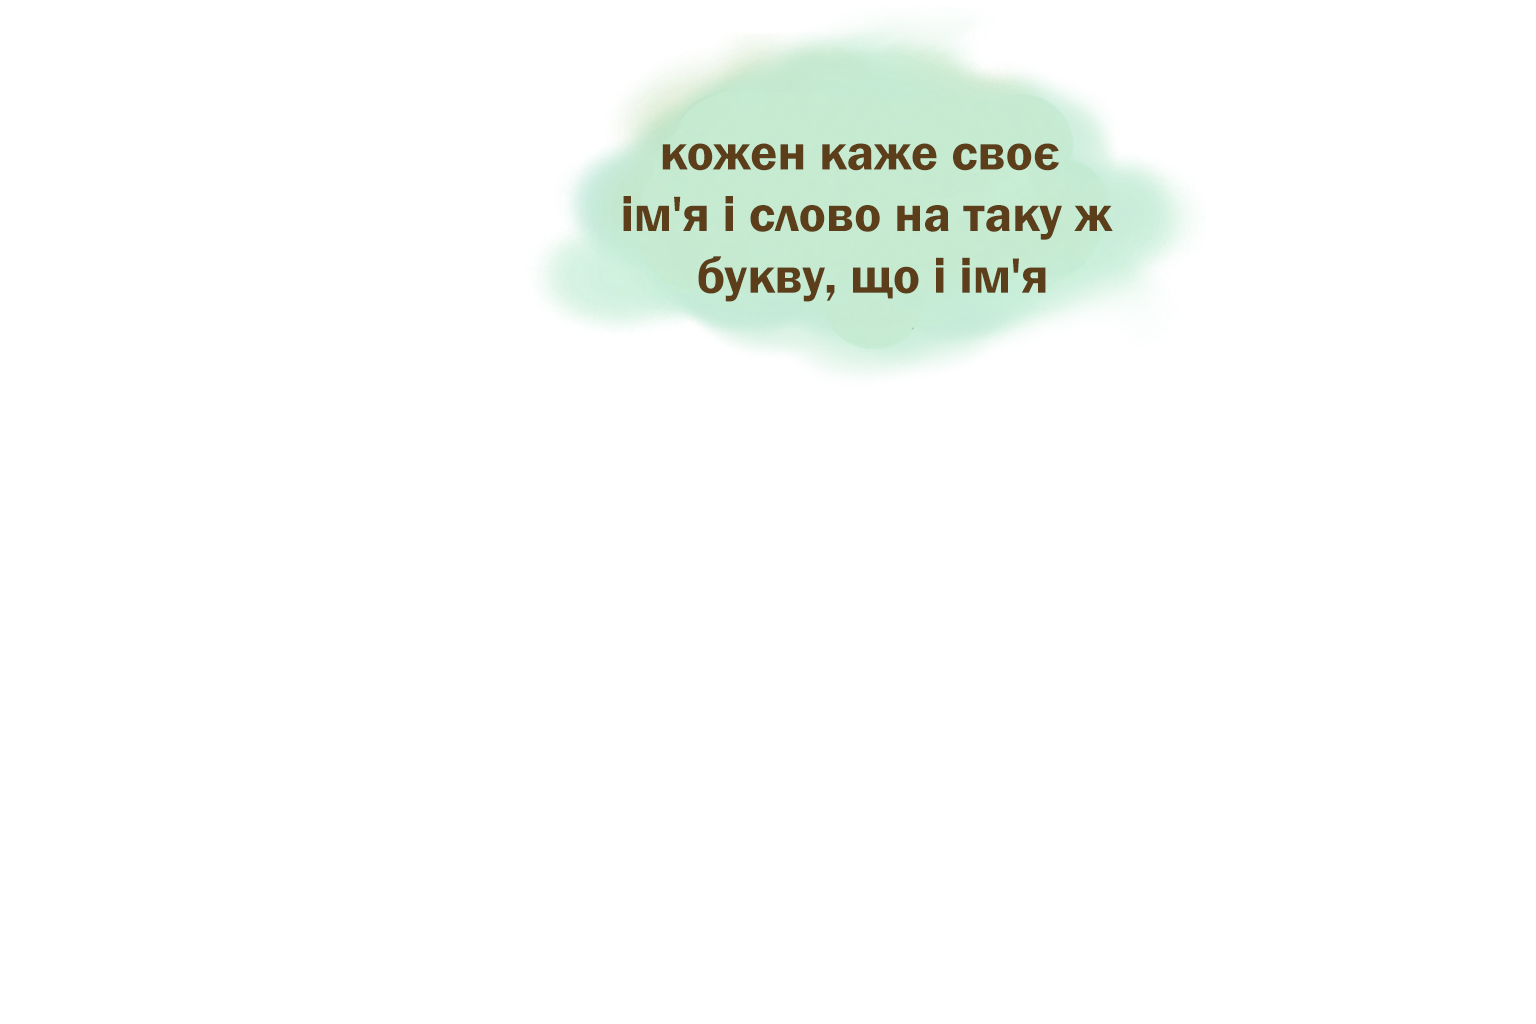 кожен каже своє
ім'я і слово на таку ж
букву, що і ім'я